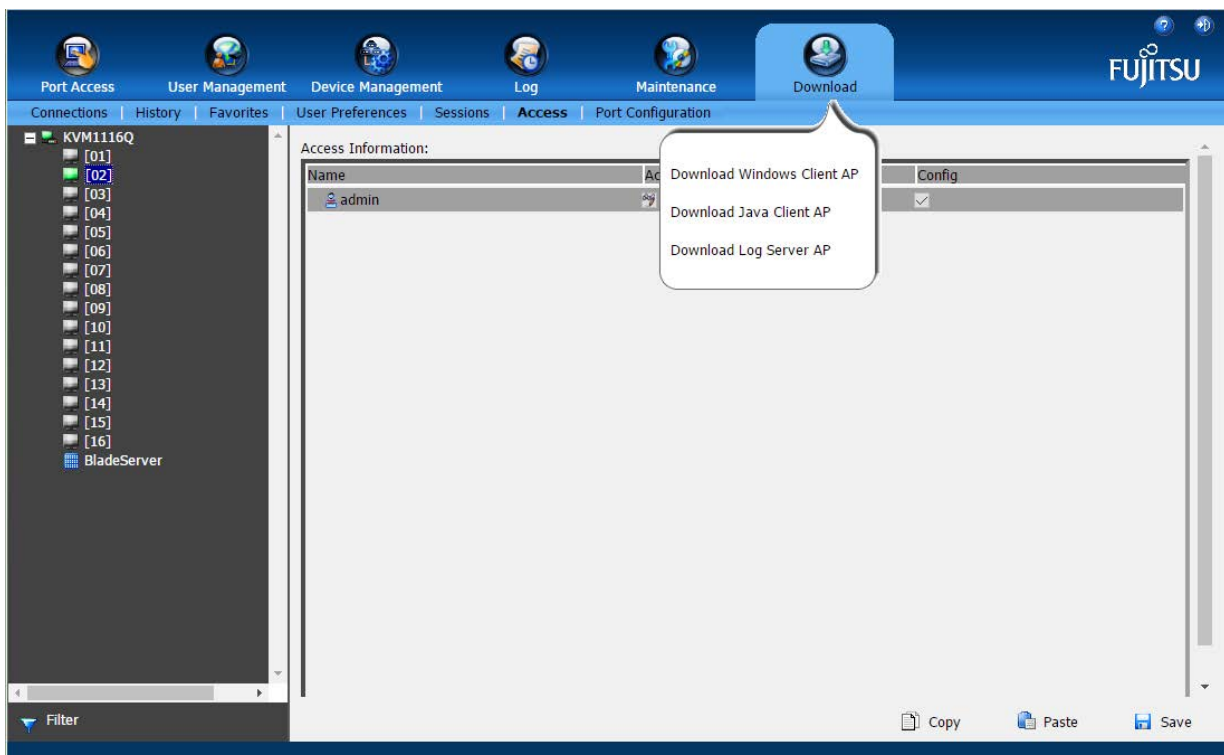 FUJITSU
Port Access User Management Device Management Log Maintenance Download
Connections | History | Favorites | User Preferences | Sessions | Access | Port Configuration
KVM1116Q
[01]
[02]
[03]
[04]
[05]
[06]
[07]
[08]
[09]
[10]
[11]
[12]
[13]
[14]
[15]
[16]
BladeServer
Filter
Access Information:
Name Ac Config
admin
Download Windows Client AP
Download Java Client AP
Download Log Server AP
Copy Paste Save